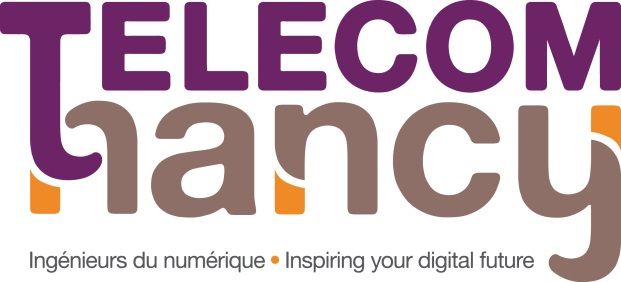 TELECOM
nancy
Ingénieurs du numérique • Inspiring your digital future